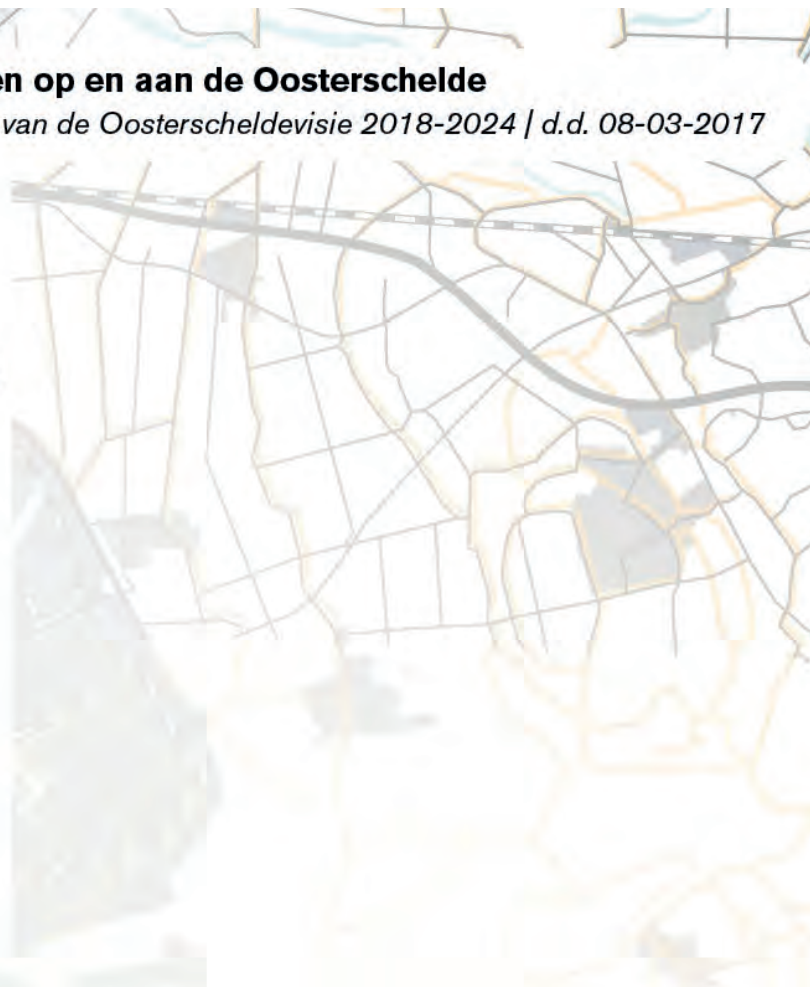 en op en aan de Oosterschelde
van de Oosterscheldevisie 2018-2024 | d.d. 08-03-2017